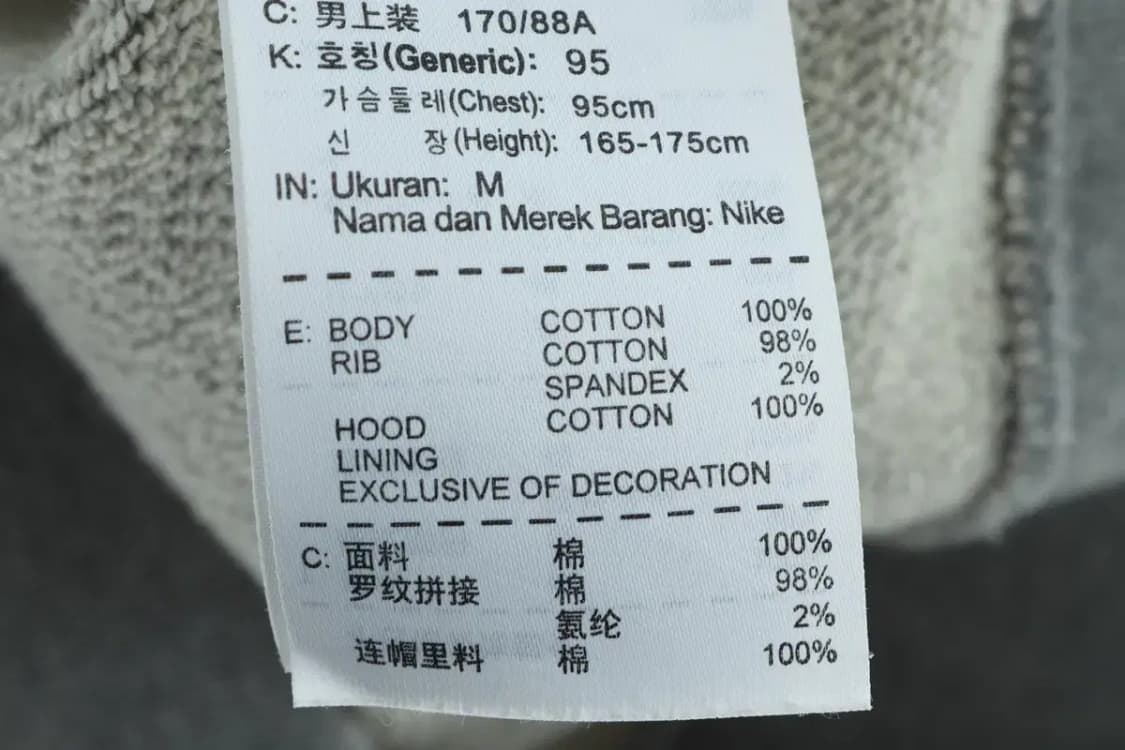 C: 男上装 170/88A
K: 호칭(Generic): 95
가슴둘레(Chest): 95cm
신 장(Height): 165-175cm
IN: Ukuran: M
Nama dan Merek Barang: Nike
E: BODY COTTON 100%
RIB COTTON 98%
SPANDEX 2%
HOOD COTTON 100%
LINING
EXCLUSIVE OF DECORATION
C: 面料 棉 100%
罗纹拼接 棉 98%
氨纶 2%
连帽里料 棉 100%